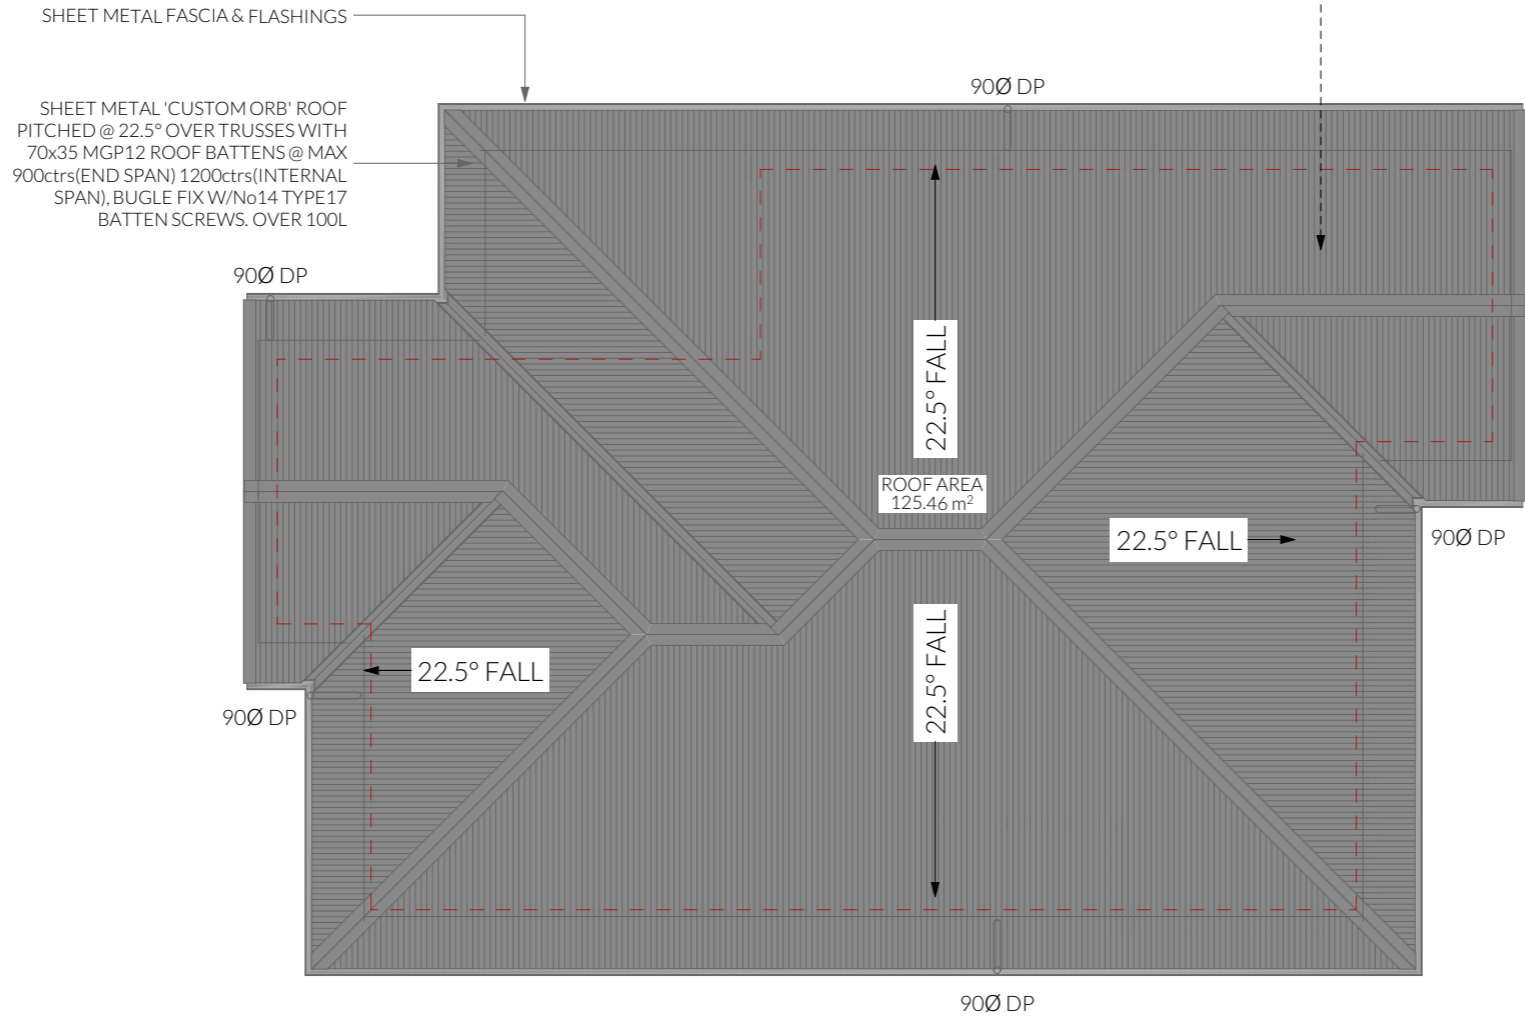 SHEET METAL FASCIA & FLASHINGS
SHEET METAL 'CUSTOM ORB' ROOF
PITCHED @ 22.5° OVER TRUSSES WITH
70x35 MGP12 ROOF BATTENS @ MAX
900ctrs(END SPAN) 1200ctrs(INTERNAL
SPAN), BUGLE FIX W/No14 TYPE17
BATTEN SCREWS. OVER 100L
90Ø DP
90Ø DP
22.5° FALL
ROOF AREA
125.46 m²
22.5° FALL
90Ø DP
22.5° FALL
22.5° FALL
90Ø DP
90Ø DP